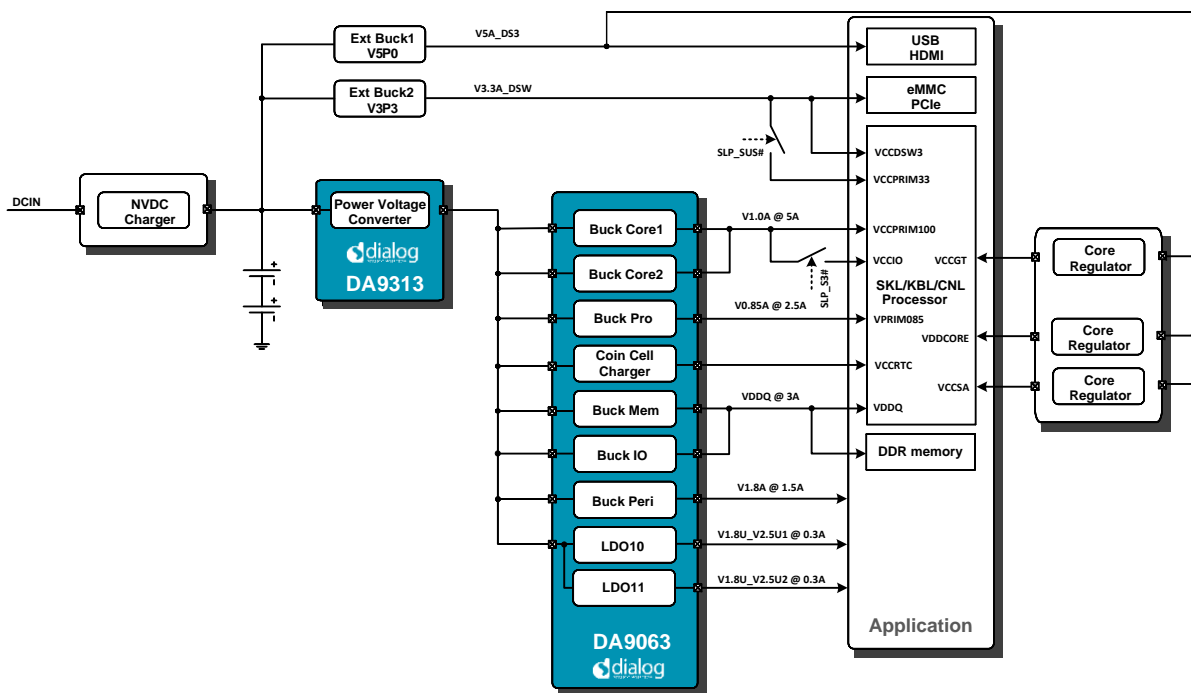 Ext Buck1
V5P0
V5A_DS3
USB
HDMI
Ext Buck2
V3P3
V3.3A_DSW
eMMC
PCIe
SLP_SUS#
VCCDSW3
VCCPRIM33
DCIN
NVDC
Charger
Power Voltage
Converter
dialog
DA9313
Buck Core1
V1.0A @ 5A
VCCPRIM100
Buck Core2
SLP_S3#
VCCIO
VCCGT
SKL/KBL/CNL
Processor
Core
Regulator
Buck Pro
V0.85A @ 2.5A
VPRIM085
VDDCORE
Core
Regulator
Coin Cell
Charger
VCCRTC
VCCSA
Core
Regulator
Buck Mem
VDDQ @ 3A
VDDQ
Buck IO
DDR memory
Buck Peri
V1.8A @ 1.5A
LDO10
V1.8U_V2.5U1 @ 0.3A
LDO11
V1.8U_V2.5U2 @ 0.3A
Application
DA9063
dialog